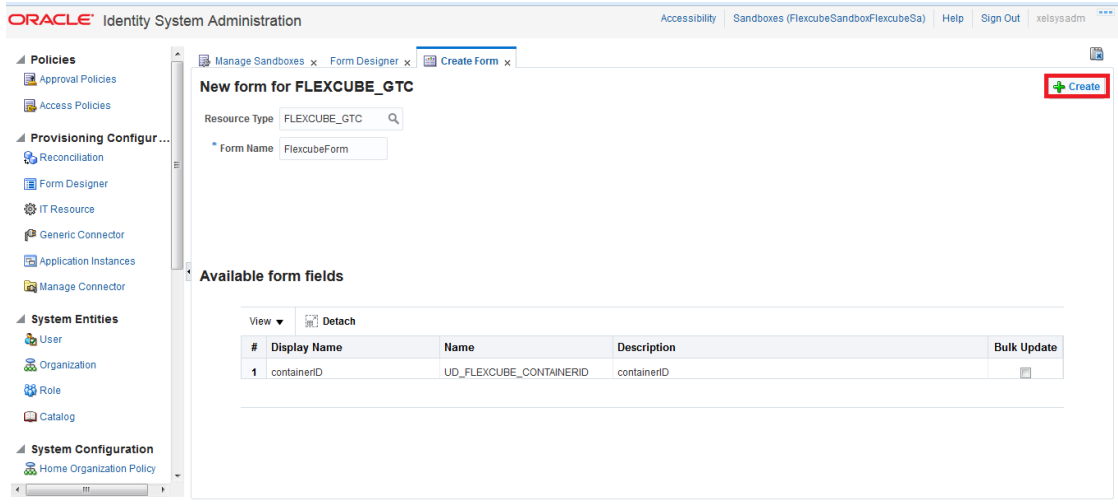 ORACLE® Identity System Administration
Accessibility Sandboxes (FlexcubeSandboxFlexcubeSa) Help Sign Out xelsysadm
Policies
Approval Policies
Access Policies
Provisioning Configur...
Reconciliation
Form Designer
IT Resource
Generic Connector
Application Instances
Manage Connector
System Entities
User
Organization
Role
Catalog
System Configuration
Home Organization Policy
Manage Sandboxes x Form Designer x Create Form x
New form for FLEXCUBE_GTC
Create
Resource Type FLEXCUBE_GTC
* Form Name FlexcubeForm
Available form fields
View Detach
# Display Name Name Description Bulk Update
1 containerID UD_FLEXCUBE_CONTAINERID containerID